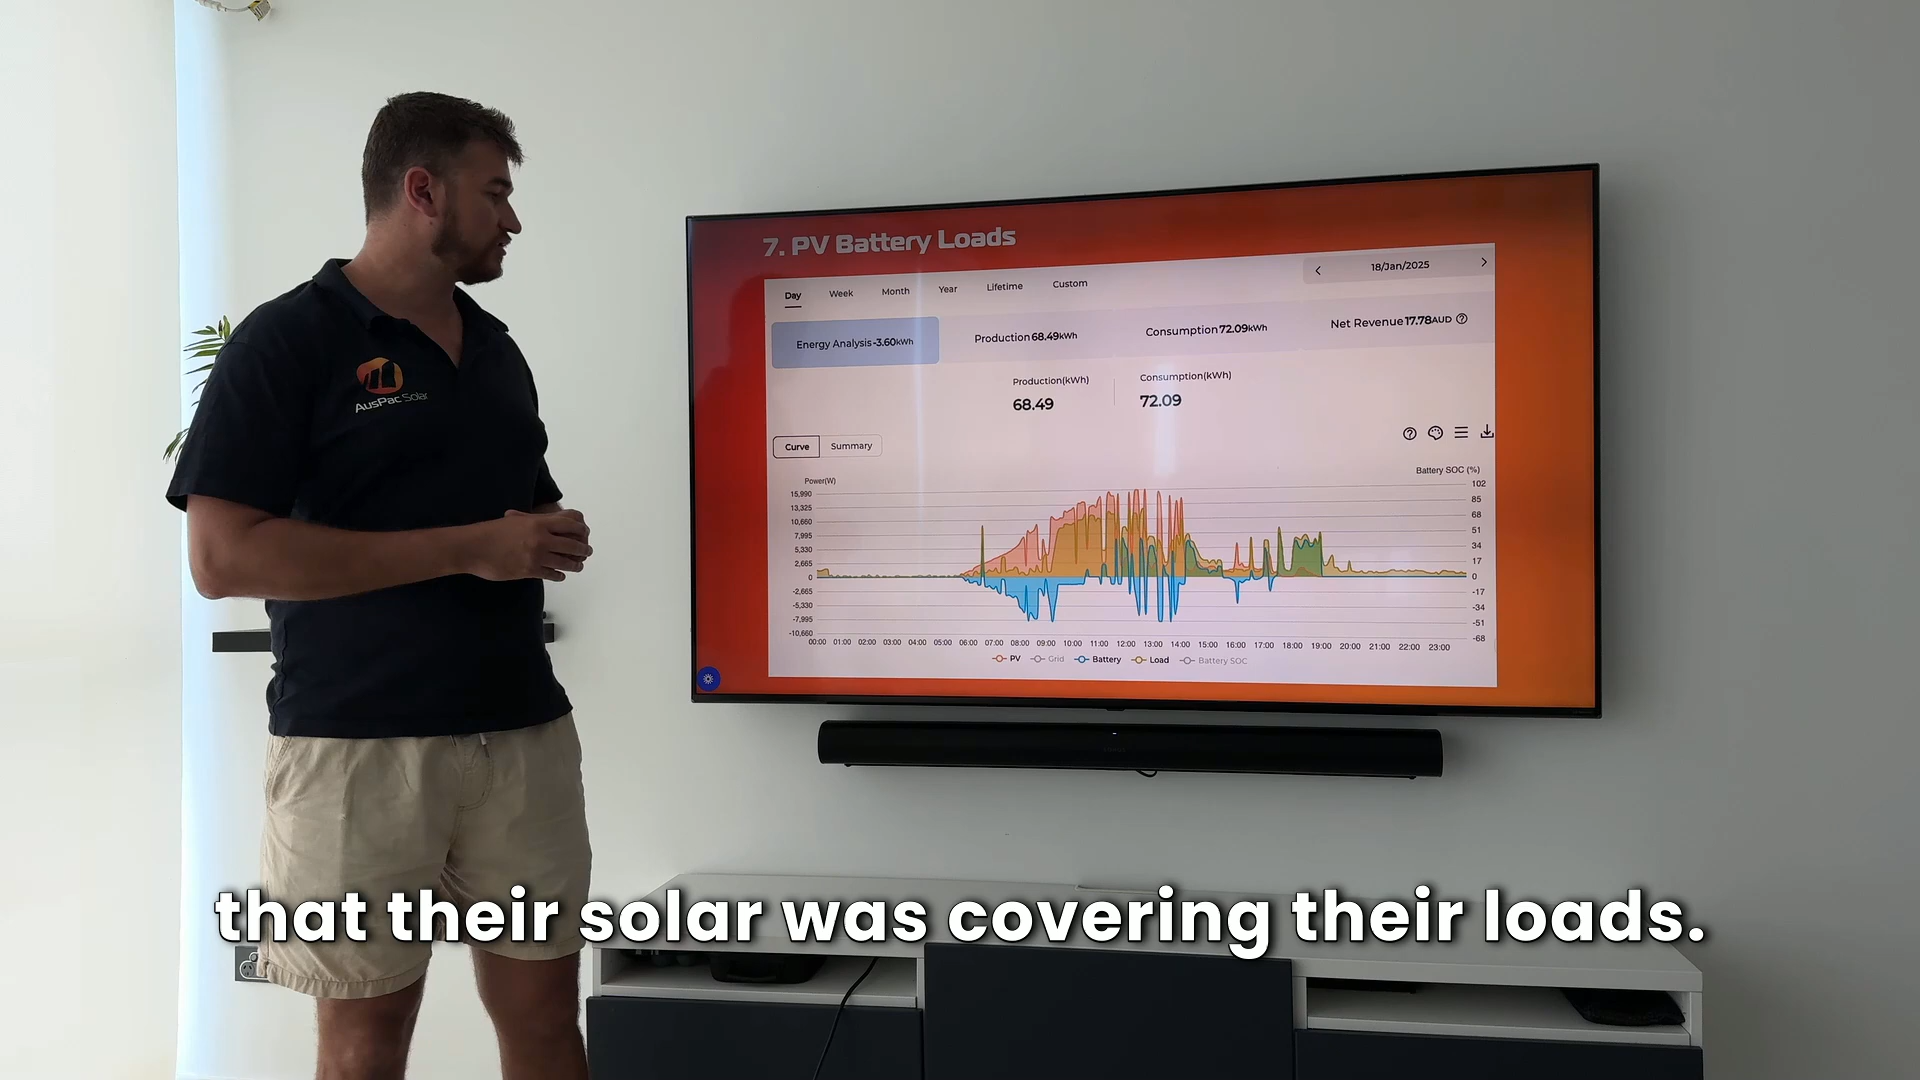 7. PV Battery Loads
Day Week Month Year Lifetime Custom
18/Jan/2025
Energy Analysis-3.60kWh
Production 68.49kWh
Consumption 72.09kWh
Net Revenue 17.78AUD
Production(kWh) Consumption(kWh)
68.49 72.09
Curve Summary
Power(W) Battery SOC (%)
15,990 102
13,325 85
10,660 68
7,995 51
5,330 34
2,665 17
0 0
-2,665 -17
-5,330 -34
-7,995 -51
-10,660 -68
00:00 01:00 02:00 03:00 04:00 05:00 06:00 07:00 08:00 09:00 10:00 11:00 12:00 13:00 14:00 15:00 16:00 17:00 18:00 19:00 20:00 21:00 22:00 23:00
PV Grid Battery Load Battery SOC
AusPac Solar
that their solar was covering their loads.